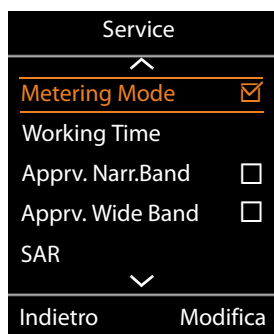 Service
Metering Mode
Working Time
Apprv. Narr.Band
Apprv. Wide Band
SAR
Indietro Modifica